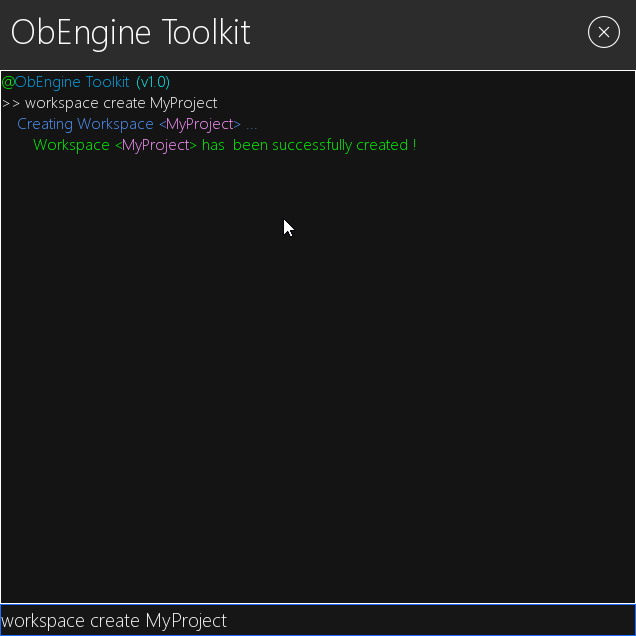 ObEngine Toolkit
@ObEngine Toolkit (v1.0)
>> workspace create MyProject
Creating Workspace <MyProject> ...
Workspace <MyProject> has  been successfully created !
workspace create MyProject